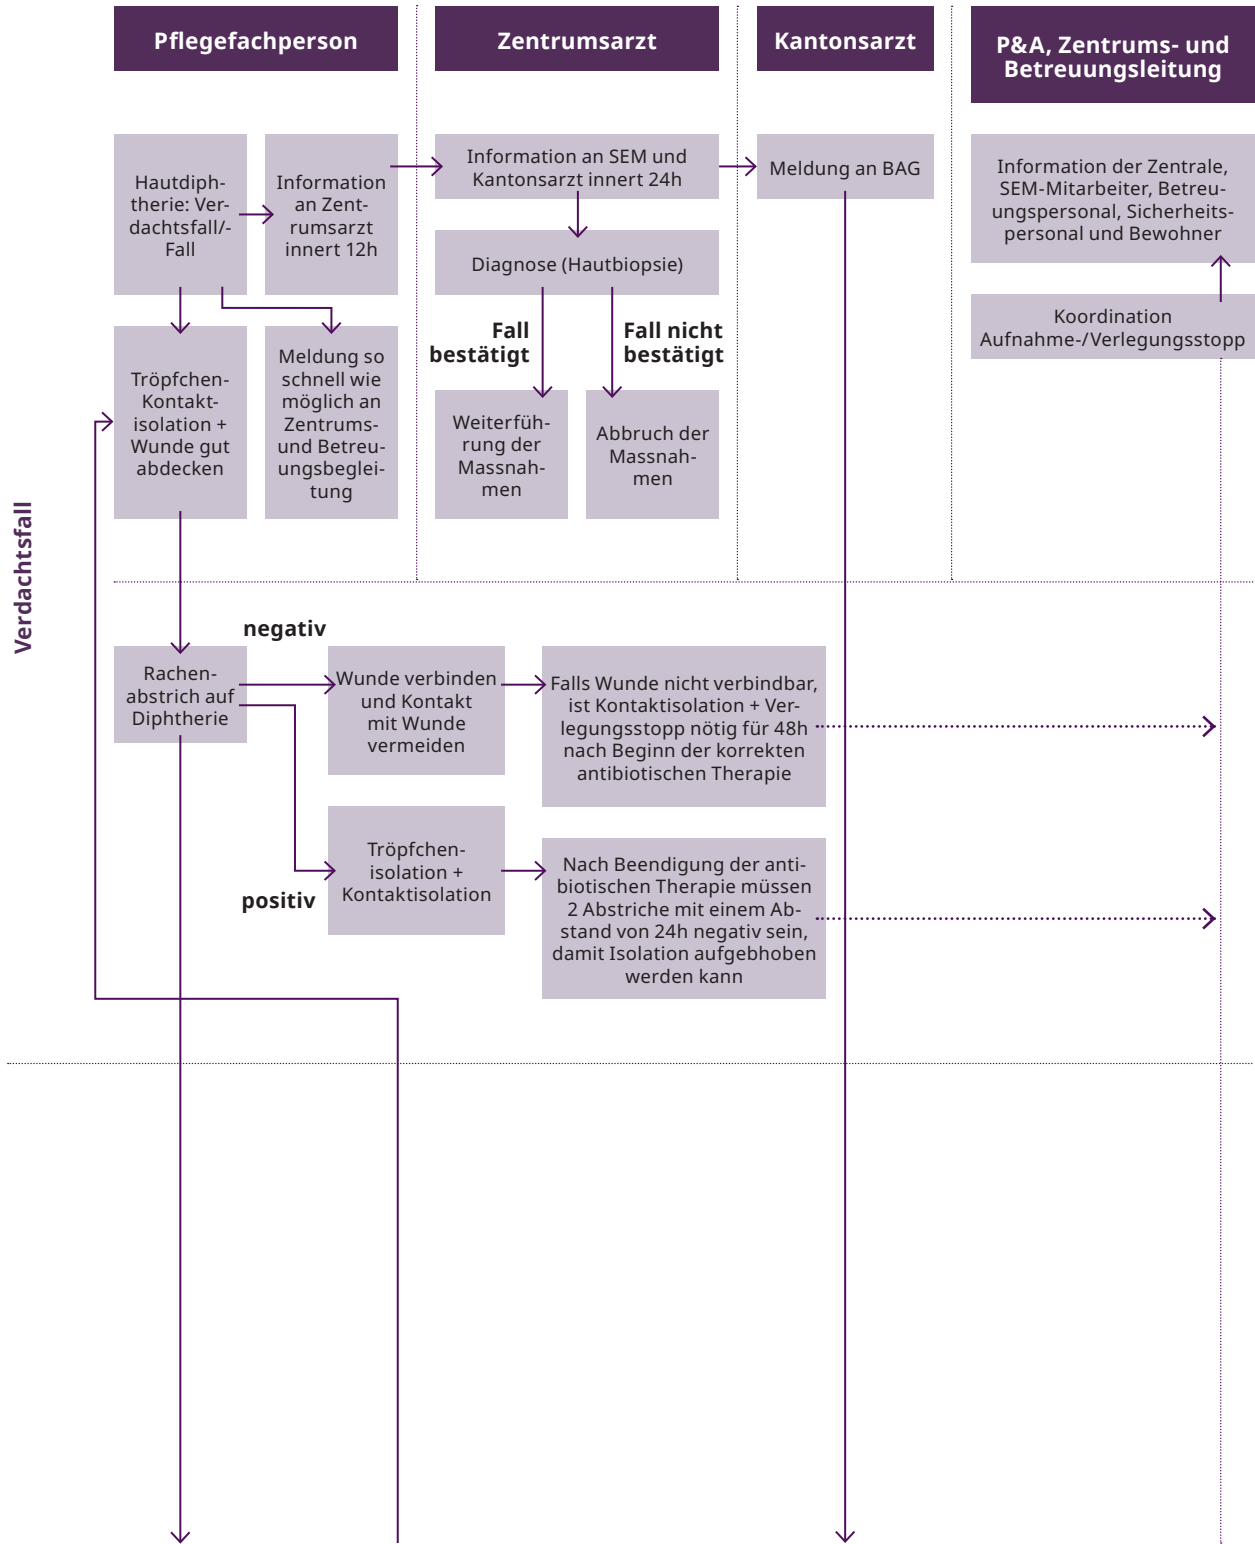 Pflegefachperson
Zentrumsarzt
Kantonsarzt
P&A, Zentrums- und
Betreuungsleitung
Verdachtsfall
Hautdiph-
therie: Ver-
dachtsfall/-
Fall
Information
an Zent-
rumsarzt
innert 12h
Information an SEM und
Kantonsarzt innert 24h
Meldung an BAG
Information der Zentrale,
SEM-Mitarbeiter, Betreu-
ungspersonal, Sicherheits-
personal und Bewohner
Diagnose (Hautbiopsie)
Koordination
Aufnahme-/Verlegungsstopp
Tröpfchen-
Kontakt-
isolation +
Wunde gut
abdecken
Meldung so
schnell wie
möglich an
Zentrums-
und Betreu-
ungsbeglei-
tung
Fall
bestätigt
Fall nicht
bestätigt
Weiterfüh-
rung der
Massnah-
men
Abbruch der
Massnah-
men
negativ
Rachen-
abstrich auf
Diphtherie
Wunde verbinden
und Kontakt
mit Wunde
vermeiden
Falls Wunde nicht verbindbar,
ist Kontaktisolation + Ver-
legungsstopp nötig für 48h
nach Beginn der korrekten
antibiotischen Therapie
positiv
Tröpfchen-
isolation +
Kontaktisolation
Nach Beendigung der anti-
biotischen Therapie müssen
2 Abstriche mit einem Ab-
stand von 24h negativ sein,
damit Isolation aufgebhoben
werden kann